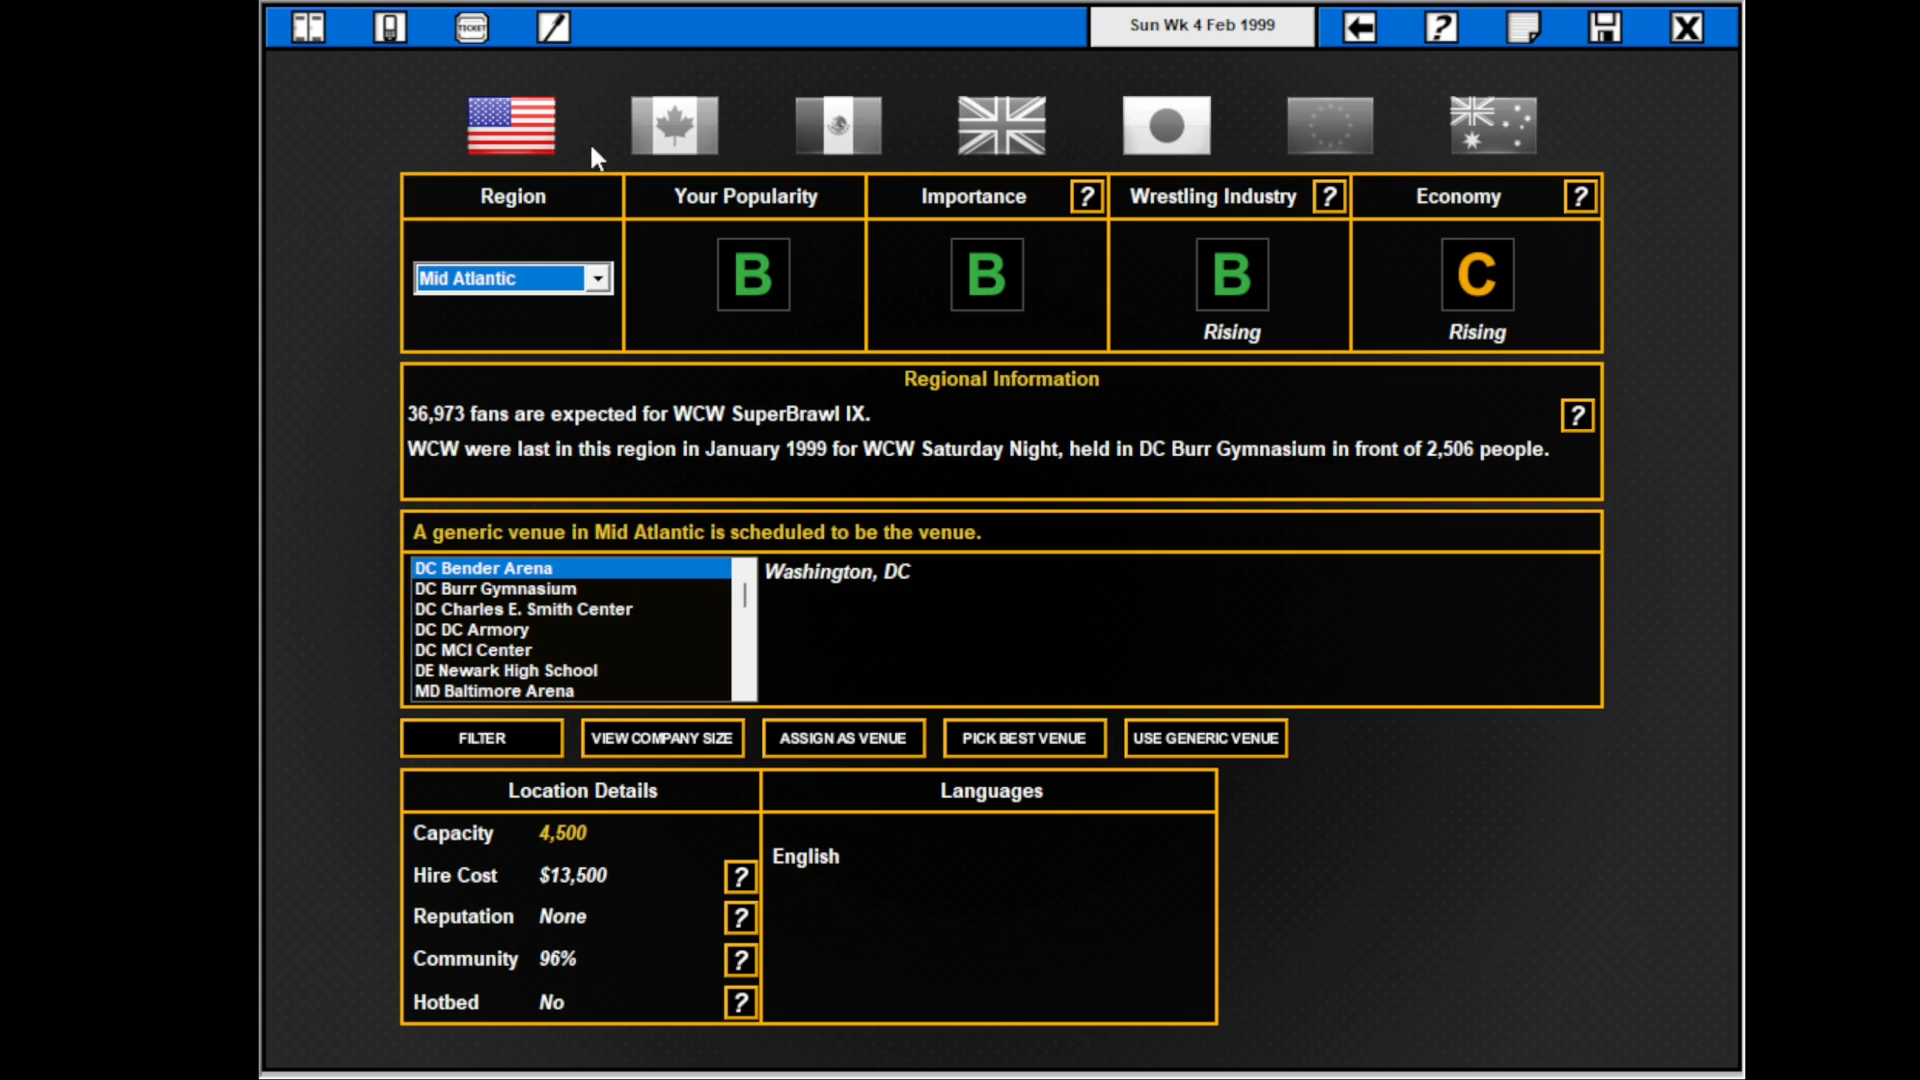 TICKET
Sun Wk 4 Feb 1999
?
X
Region
Your Popularity
Importance ?
Wrestling Industry ?
Economy ?
Mid Atlantic
B
B
B
Rising
C
Rising
Regional Information
36,973 fans are expected for WCW SuperBrawl IX.
?
WCW were last in this region in January 1999 for WCW Saturday Night, held in DC Burr Gymnasium in front of 2,506 people.
A generic venue in Mid Atlantic is scheduled to be the venue.
DC Bender Arena
DC Burr Gymnasium
DC Charles E. Smith Center
DC DC Armory
DC MCI Center
DE Newark High School
MD Baltimore Arena
Washington, DC
FILTER
VIEW COMPANY SIZE
ASSIGN AS VENUE
PICK BEST VENUE
USE GENERIC VENUE
Location Details
Capacity 4,500
Hire Cost $13,500 ?
Reputation None ?
Community 96% ?
Hotbed No ?
Languages
English